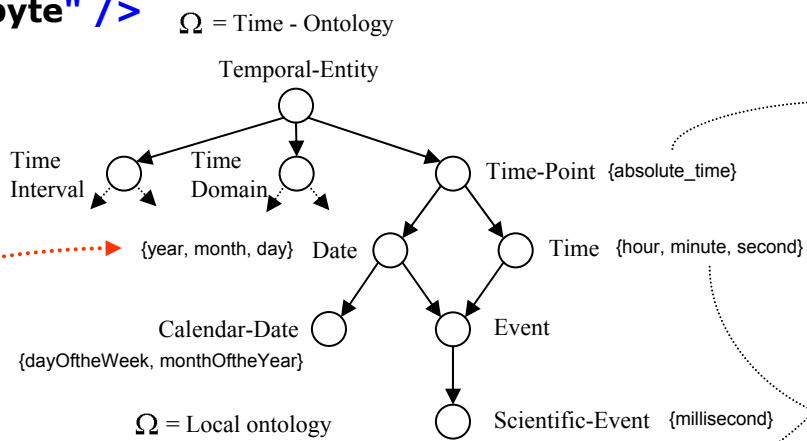 byte" />
Ω = Time - Ontology
Temporal-Entity
Time
Interval
Time
Domain
Time-Point {absolute_time}
{year, month, day} Date
Time {hour, minute, second}
Calendar-Date
{dayOftheWeek, monthOftheYear}
Event
Ω = Local ontology
Scientific-Event {millisecond}